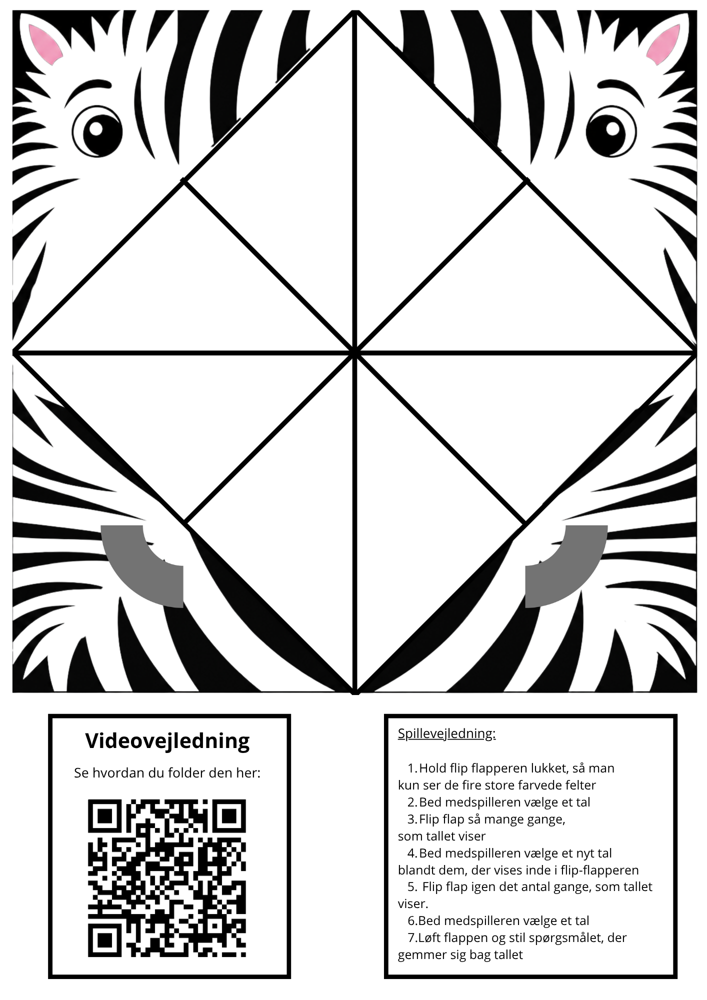 Videovejledning
Se hvordan du folder den her:
Spillevejledning:
1. Hold flip flapperen lukket, så man
kun ser de fire store farvede felter
2. Bed medspilleren vælge et tal
3. Flip flap så mange gange,
som tallet viser
4. Bed medspilleren vælge et nyt tal
blandt dem, der vises inde i flip-flapperen
5. Flip flap igen det antal gange, som tallet
viser.
6.Bed medspilleren vælge et tal
7.Løft flappen og stil spørgsmålet, der
gemmer sig bag tallet